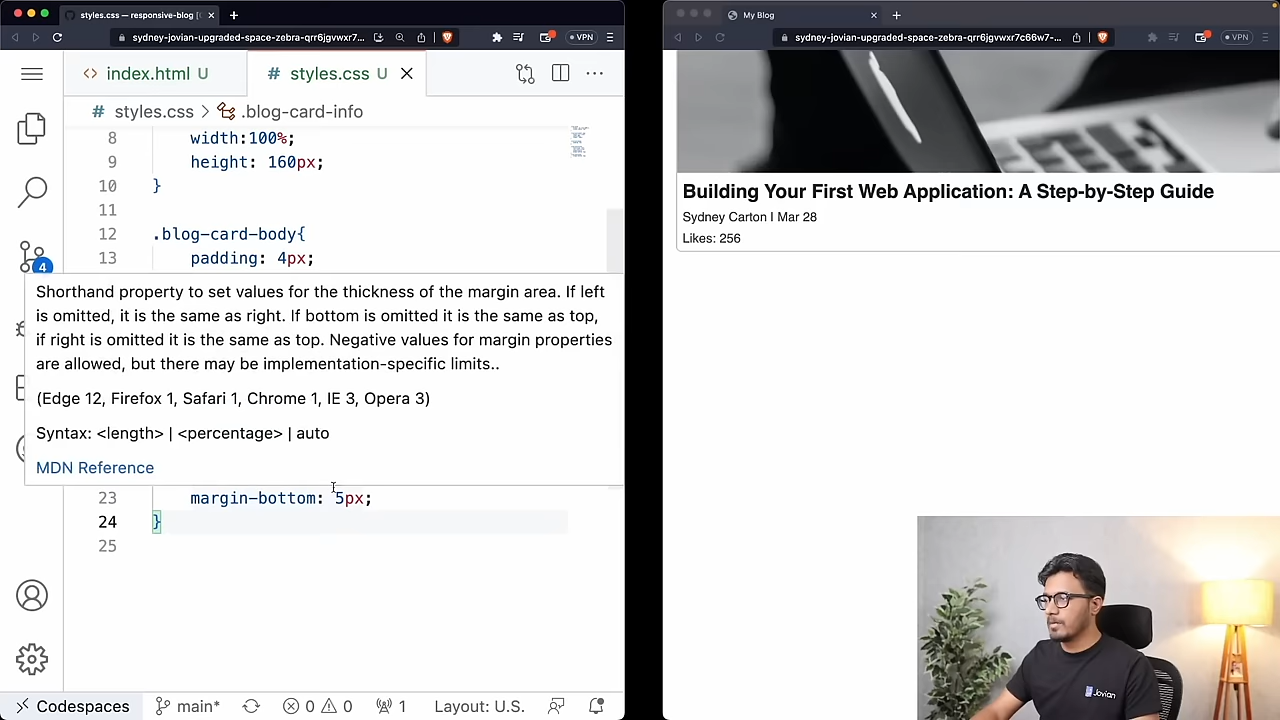 styles.css — responsive-blog [
sydney-jovian-upgraded-space-zebra-qrr6jgvwxr7...
VPN
index.html U
# styles.css U
# styles.css > .blog-card-info
8 width:100%;
9 height: 160px;
10 }
11
12 .blog-card-body{
13 padding: 4px;
4
Shorthand property to set values for the thickness of the margin area. If left
is omitted, it is the same as right. If bottom is omitted it is the same as top,
if right is omitted it is the same as top. Negative values for margin properties
are allowed, but there may be implementation-specific limits..
(Edge 12, Firefox 1, Safari 1, Chrome 1, IE 3, Opera 3)
Syntax: <length> | <percentage> | auto
MDN Reference
23 margin-bottom: 5px;
24 }
25
Codespaces main* 0 0 1 Layout: U.S.
My Blog
sydney-jovian-upgraded-space-zebra-qrr6jgvwxr7c66w7-...
VPN
Building Your First Web Application: A Step-by-Step Guide
Sydney Carton I Mar 28
Likes: 256
Jovian